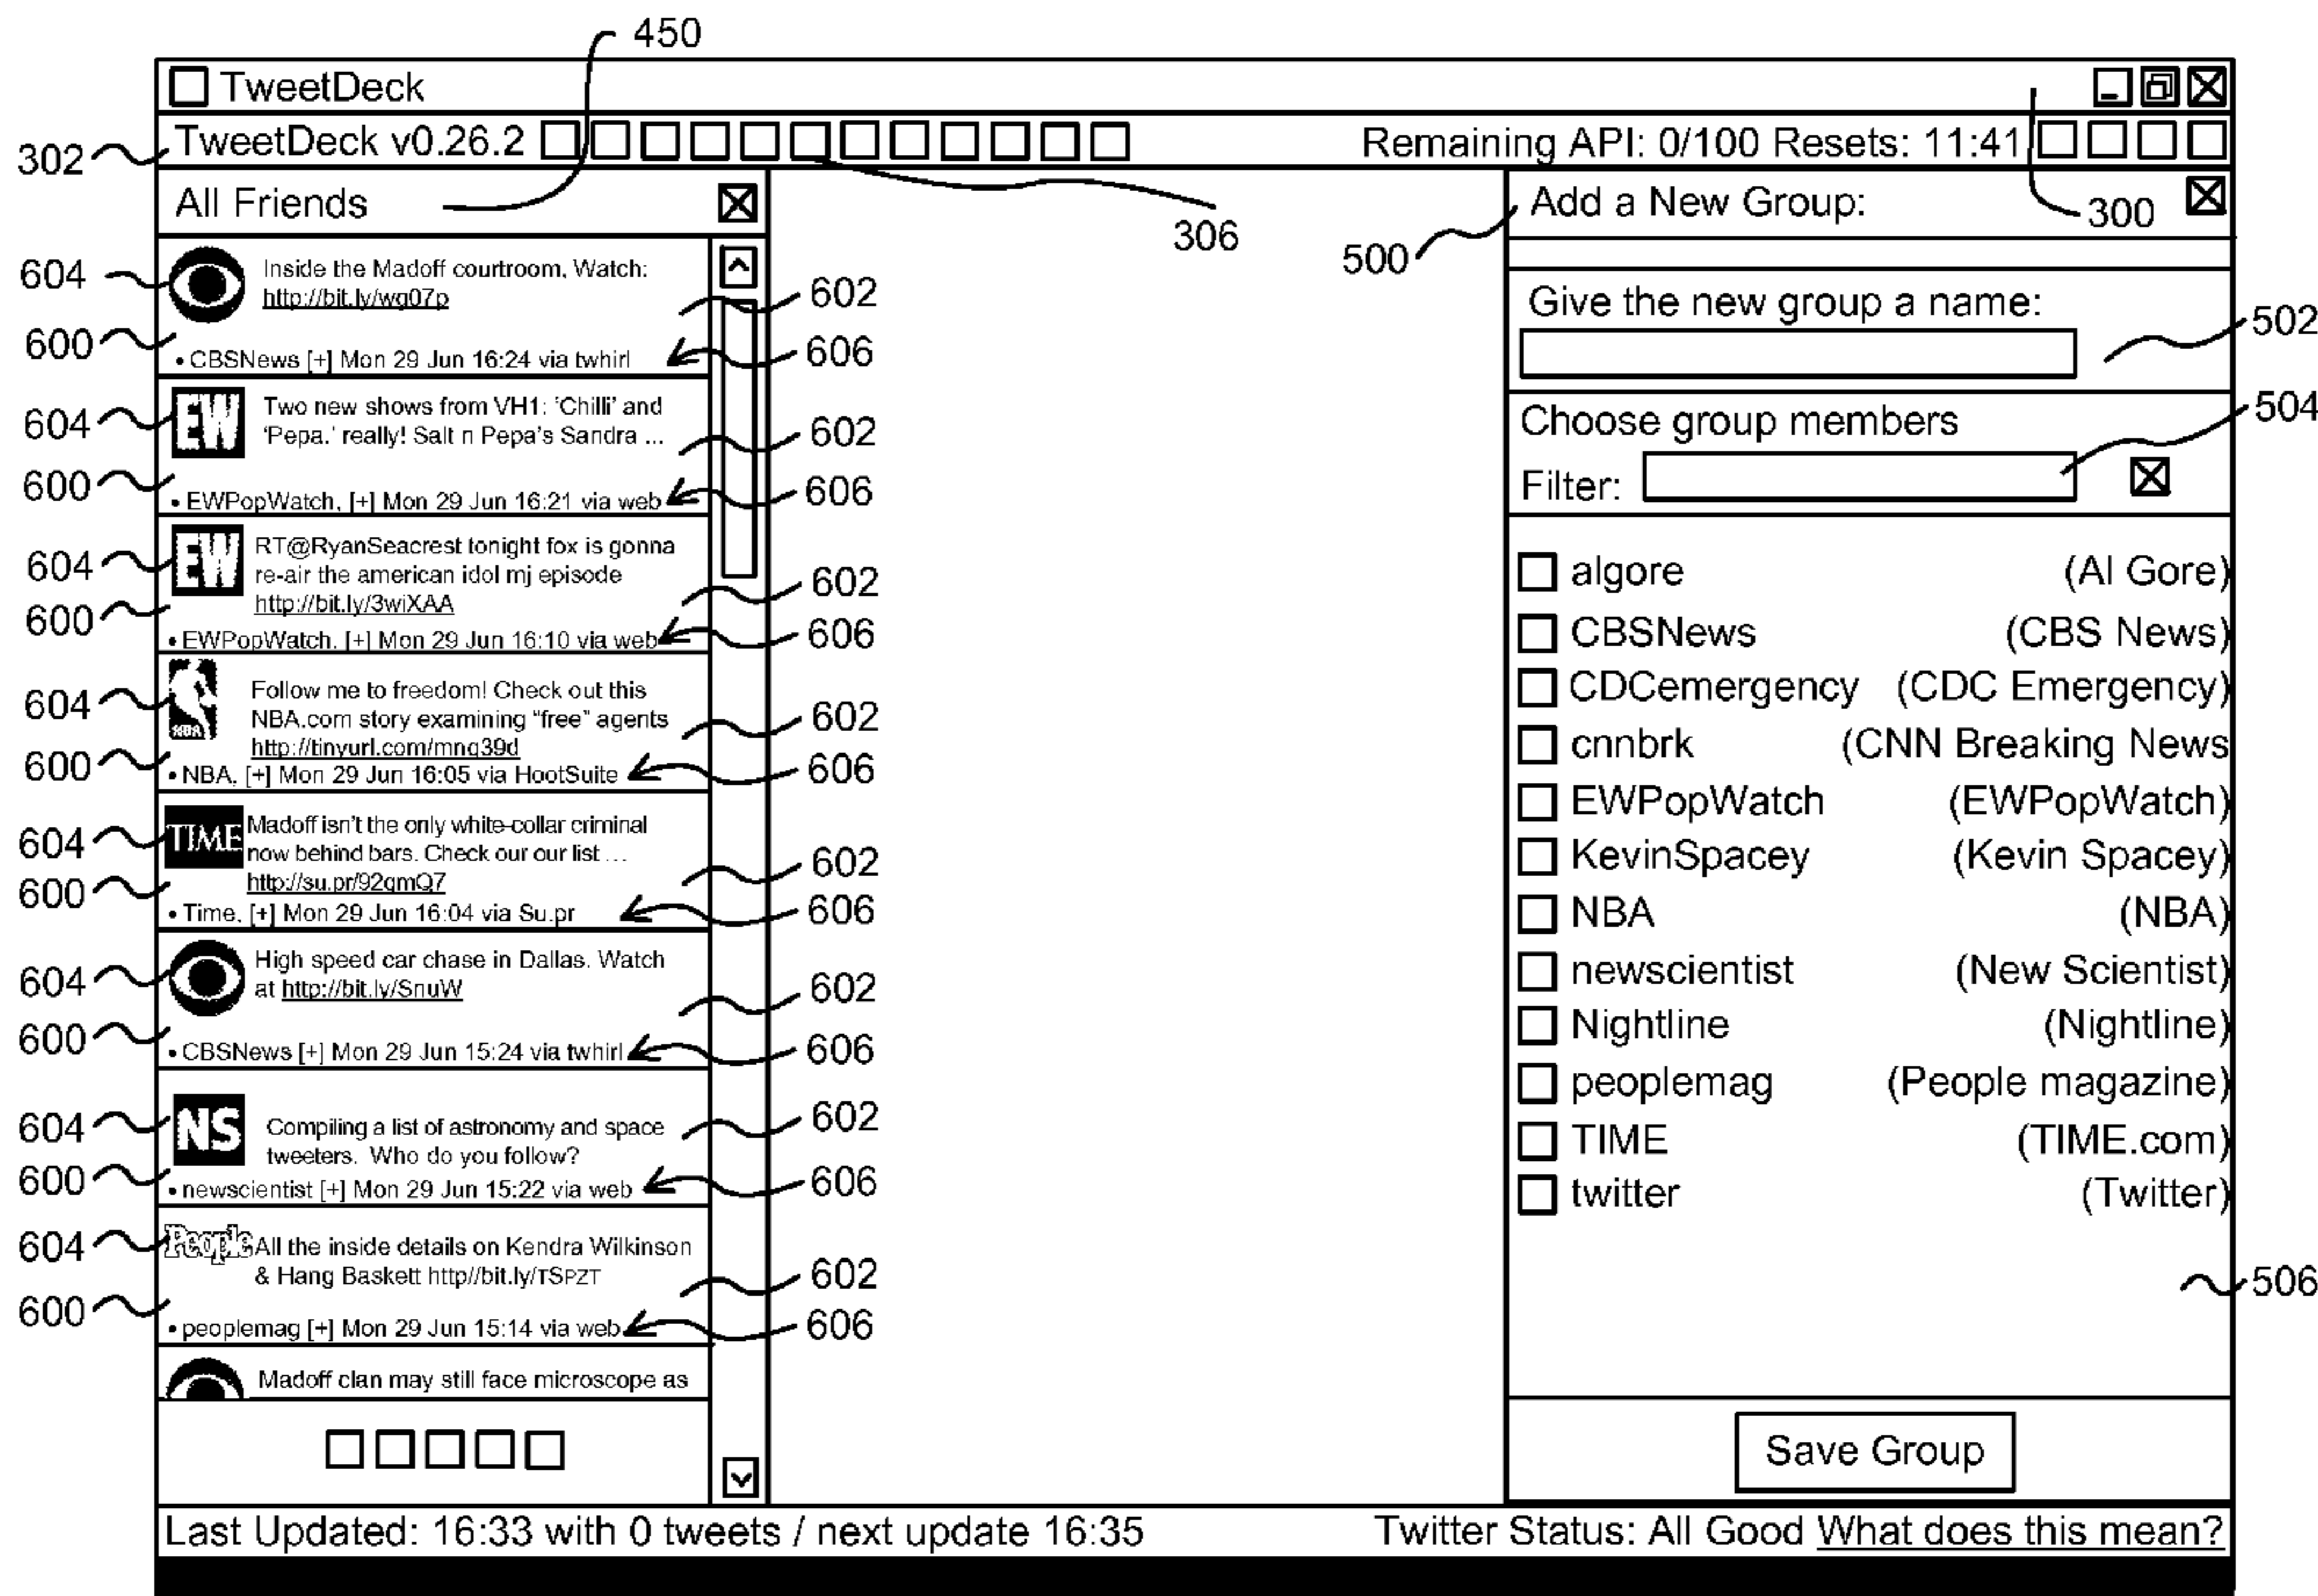 450
TweetDeck
302
TweetDeck v0.26.2
Remaining API: 0/100 Resets: 11:41
All Friends
306
Add a New Group:
300
500
604
Inside the Madoff courtroom, Watch:
http://bit.ly/wg07p
602
600
• CBSNews [+] Mon 29 Jun 16:24 via twhirl
606
604
EW
Two new shows from VH1: ‘Chilli’ and
‘Pepa.’ really! Salt n Pepa’s Sandra ...
602
600
• EWPopWatch, [+] Mon 29 Jun 16:21 via web
606
604
EW
RT@RyanSeacrest tonight fox is gonna
re-air the american idol mj episode
http://bit.ly/3wiXAA
602
600
• EWPopWatch. [+] Mon 29 Jun 16:10 via web
606
604
NBA
Follow me to freedom! Check out this
NBA.com story examining “free” agents
http://tinyurl.com/mng39d
602
600
• NBA, [+] Mon 29 Jun 16:05 via HootSuite
606
604
TIME
Madoff isn’t the only white-collar criminal
now behind bars. Check our our list ...
http://su.pr/92qmQ7
602
600
• Time, [+] Mon 29 Jun 16:04 via Su.pr
606
604
High speed car chase in Dallas. Watch
at http://bit.ly/SnuW
602
600
• CBSNews [+] Mon 29 Jun 15:24 via twhirl
606
604
NS
Compiling a list of astronomy and space
tweeters. Who do you follow?
602
600
• newscientist [+] Mon 29 Jun 15:22 via web
606
604
People
All the inside details on Kendra Wilkinson
& Hang Baskett http//bit.ly/TSPZT
602
600
• peoplemag [+] Mon 29 Jun 15:14 via web
606
Madoff clan may still face microscope as
Give the new group a name:
502
Choose group members
504
Filter:
algore (Al Gore)
CBSNews (CBS News)
CDCemergency (CDC Emergency)
cnnbrk (CNN Breaking News
EWPopWatch (EWPopWatch)
KevinSpacey (Kevin Spacey)
NBA (NBA)
newscientist (New Scientist)
Nightline (Nightline)
peoplemag (People magazine)
TIME (TIME.com)
twitter (Twitter)
506
Save Group
Last Updated: 16:33 with 0 tweets / next update 16:35
Twitter Status: All Good What does this mean?